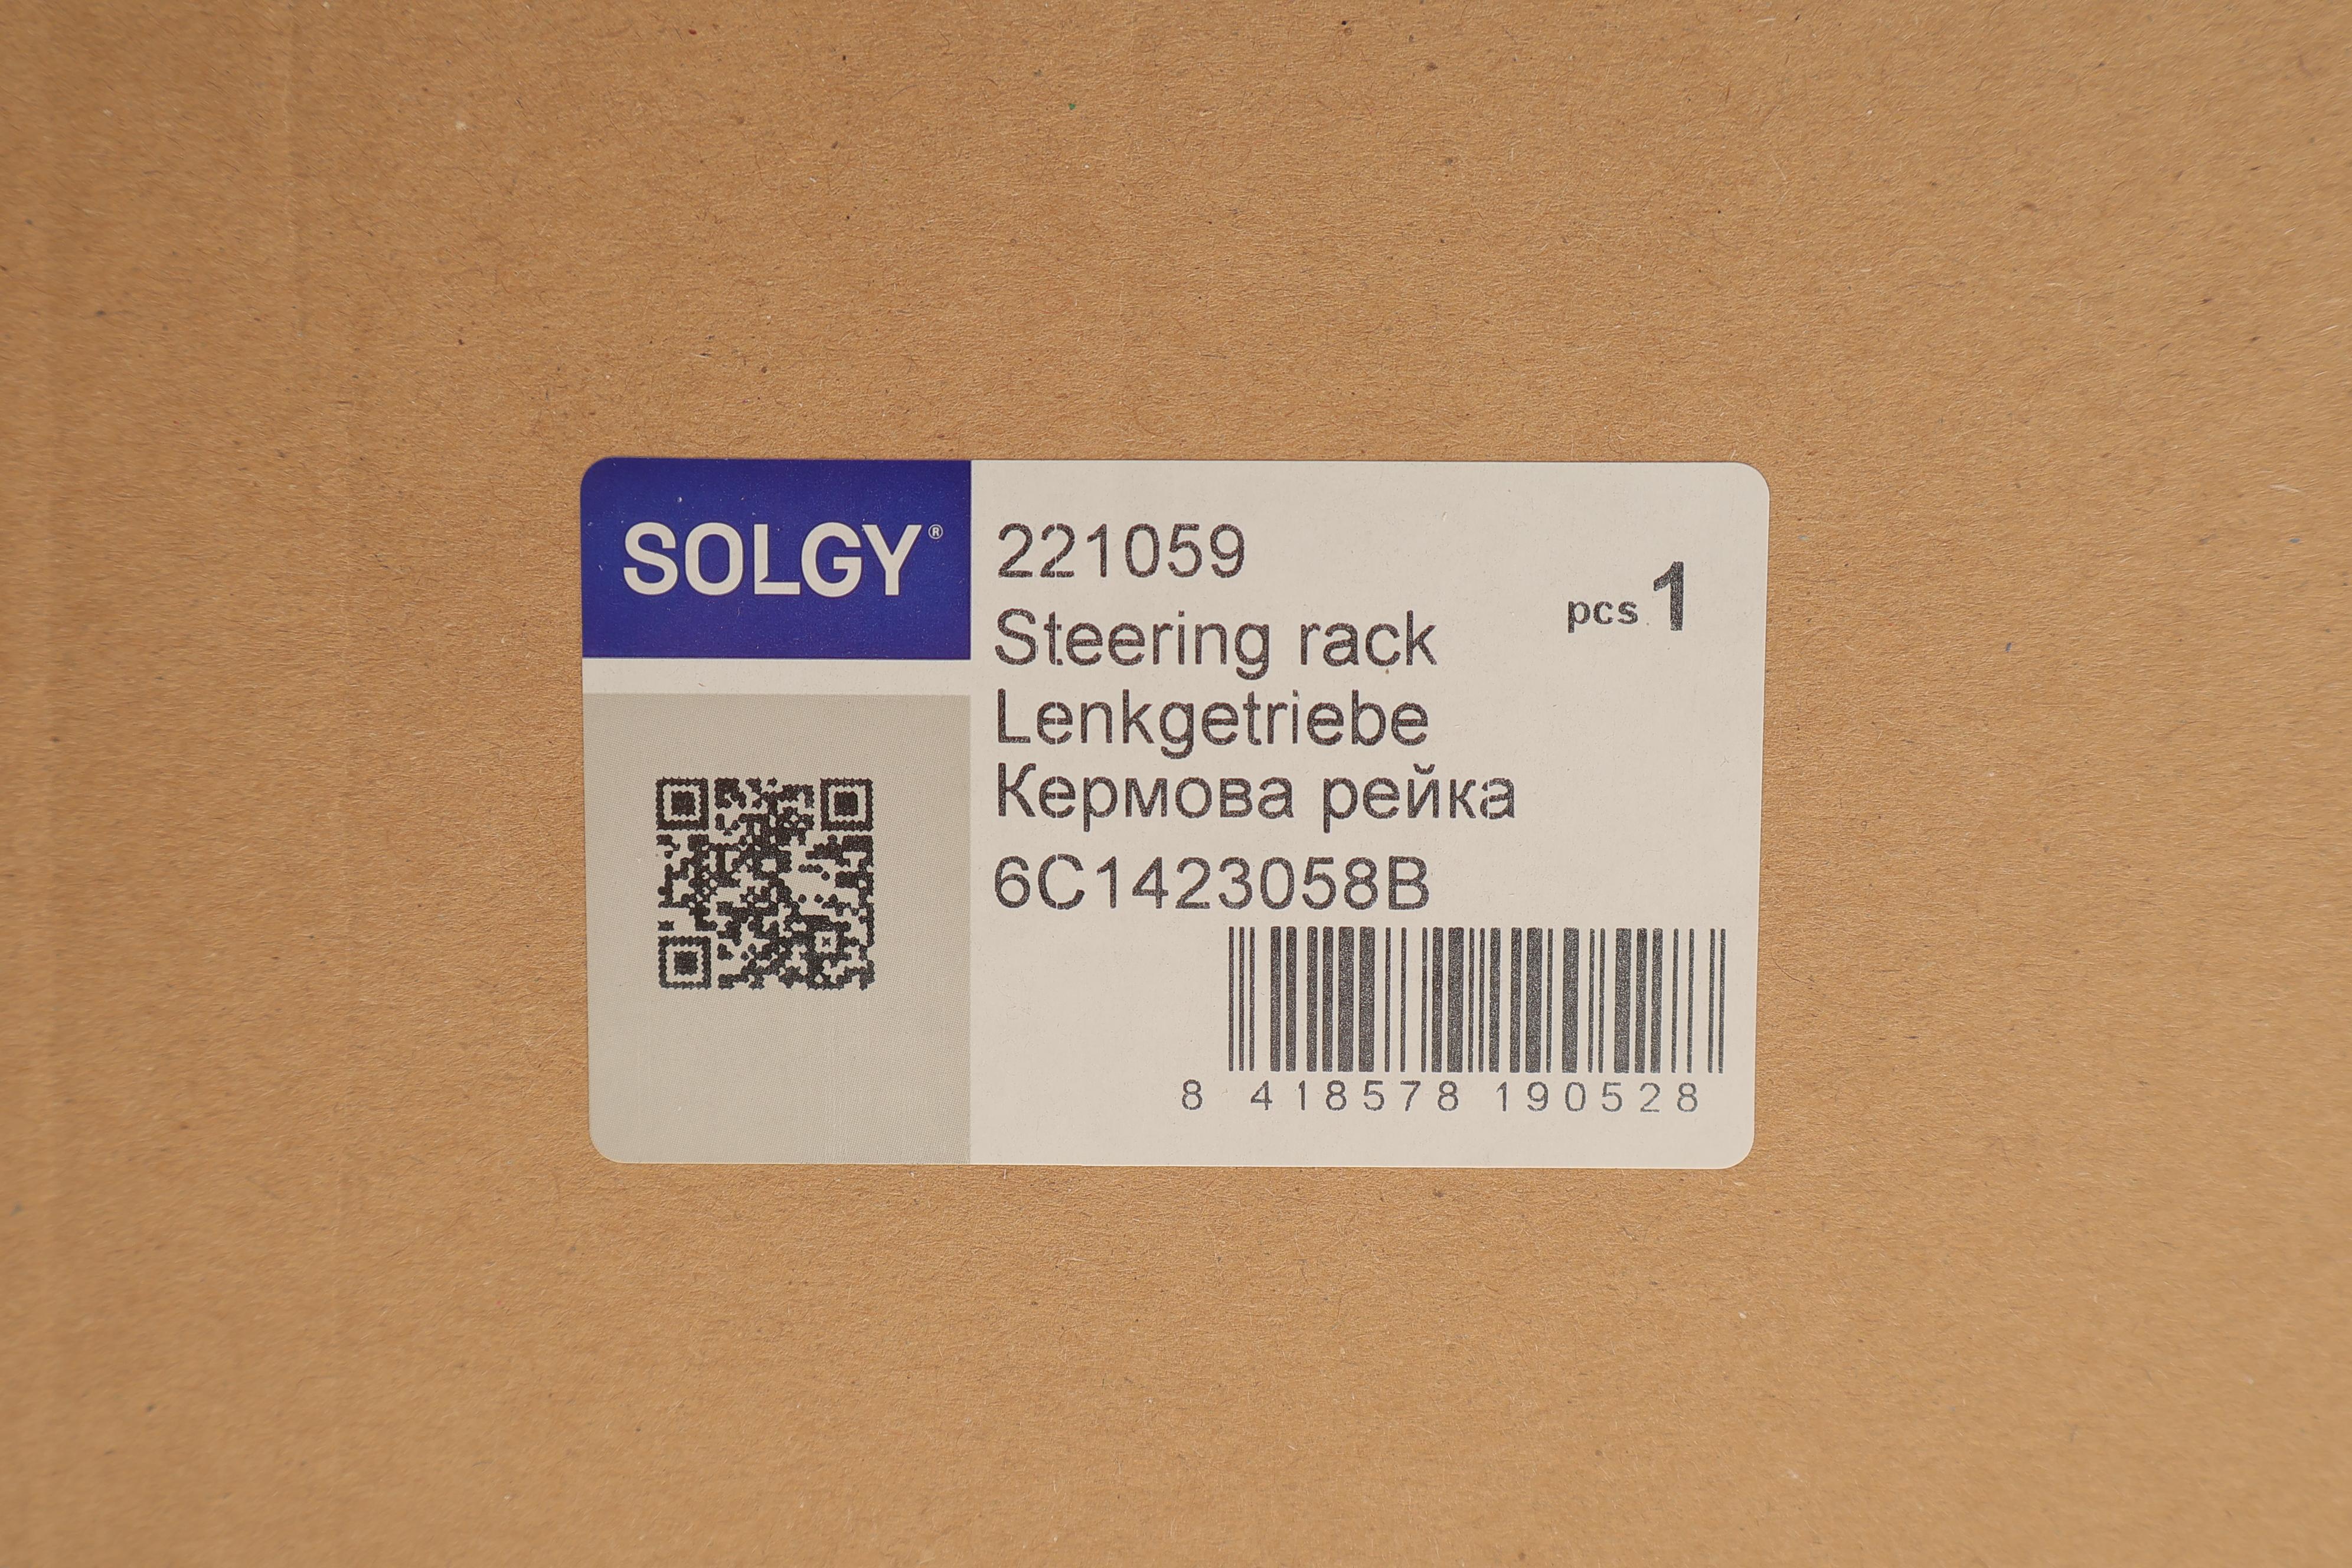 SOLGY®
221059
pcs 1
Steering rack
Lenkgetriebe
Кермова рейка
6C1423058B
8 418578 190528